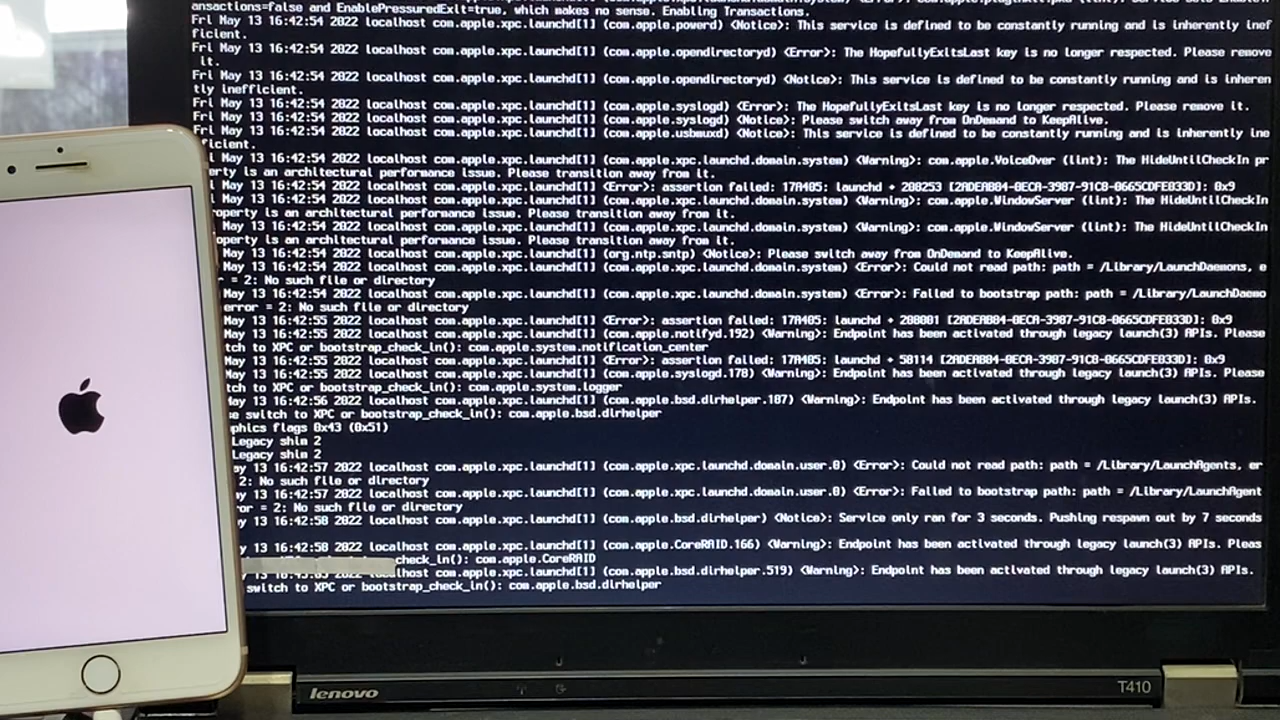 ansactions=false and EnablePressuredExit=true, which makes no sense. Enabling Transactions.
Fri May 13 16:42:54 2022 localhost com.apple.xpc.launchd[1] (com.apple.powerd) <Notice>: This service is defined to be constantly running and is inherently inef
ficient.
Fri May 13 16:42:54 2022 localhost com.apple.xpc.launchd[1] (com.apple.opendirectoryd) <Error>: The HopefullyExitsLast key is no longer respected. Please remove
it.
Fri May 13 16:42:54 2022 localhost com.apple.xpc.launchd[1] (com.apple.opendirectoryd) <Notice>: This service is defined to be constantly running and is inheren
tly inefficient.
Fri May 13 16:42:54 2022 localhost com.apple.xpc.launchd[1] (com.apple.syslogd) <Error>: The HopefullyExitsLast key is no longer respected. Please remove it.
Fri May 13 16:42:54 2022 localhost com.apple.xpc.launchd[1] (com.apple.syslogd) <Notice>: Please switch away from OnDemand to KeepAlive.
Fri May 13 16:42:54 2022 localhost com.apple.xpc.launchd[1] (com.apple.usbmuxd) <Notice>: This service is defined to be constantly running and is inherently ine
ficient.
i May 13 16:42:54 2022 localhost com.apple.xpc.launchd[1] (com.apple.xpc.launchd.domain.system) <Warning>: com.apple.VoiceOver (lint): The HideUntilCheckIn pr
erty is an architectural performance issue. Please transition away from it.
i May 13 16:42:54 2022 localhost com.apple.xpc.launchd[1] <Error>: assertion failed: 17A405: launchd + 208253 [2ADEAB84-0ECA-3987-91C8-0665CDFE033D]: 0x9
i May 13 16:42:54 2022 localhost com.apple.xpc.launchd[1] (com.apple.xpc.launchd.domain.system) <Warning>: com.apple.WindowServer (lint): The HideUntilCheckIn
operty is an architectural performance issue. Please transition away from it.
May 13 16:42:54 2022 localhost com.apple.xpc.launchd[1] (com.apple.xpc.launchd.domain.system) <Warning>: com.apple.WindowServer (lint): The HideUntilCheckIn
operty is an architectural performance issue. Please transition away from it.
May 13 16:42:54 2022 localhost com.apple.xpc.launchd[1] (org.ntp.sntp) <Notice>: Please switch away from OnDemand to KeepAlive.
May 13 16:42:54 2022 localhost com.apple.xpc.launchd[1] (com.apple.xpc.launchd.domain.system) <Error>: Could not read path: path = /Library/LaunchDaemons, e
r = 2: No such file or directory
May 13 16:42:54 2022 localhost com.apple.xpc.launchd[1] (com.apple.xpc.launchd.domain.system) <Error>: Failed to bootstrap path: path = /Library/LaunchDaemo
error = 2: No such file or directory
May 13 16:42:55 2022 localhost com.apple.xpc.launchd[1] <Error>: assertion failed: 17A405: launchd + 208001 [2ADEAB84-0ECA-3987-91C8-0665CDFE033D]: 0x9
May 13 16:42:55 2022 localhost com.apple.xpc.launchd[1] (com.apple.notifyd.192) <Warning>: Endpoint has been activated through legacy launch(3) APIs. Please
tch to XPC or bootstrap_check_in(): com.apple.system.notification_center
May 13 16:42:55 2022 localhost com.apple.xpc.launchd[1] <Error>: assertion failed: 17A405: launchd + 58114 [2ADEAB84-0ECA-3987-91C8-0665CDFE033D]: 0x9
May 13 16:42:55 2022 localhost com.apple.xpc.launchd[1] (com.apple.syslogd.178) <Warning>: Endpoint has been activated through legacy launch(3) APIs. Please
tch to XPC or bootstrap_check_in(): com.apple.system.logger
May 13 16:42:56 2022 localhost com.apple.xpc.launchd[1] (com.apple.bsd.dirhelper.187) <Warning>: Endpoint has been activated through legacy launch(3) APIs.
se switch to XPC or bootstrap_check_in(): com.apple.bsd.dirhelper
phics flags 0x43 (0x51)
Legacy shim 2
Legacy shim 2
ay 13 16:42:57 2022 localhost com.apple.xpc.launchd[1] (com.apple.xpc.launchd.domain.user.0) <Error>: Could not read path: path = /Library/LaunchAgents, er
2: No such file or directory
ay 13 16:42:57 2022 localhost com.apple.xpc.launchd[1] (com.apple.xpc.launchd.domain.user.0) <Error>: Failed to bootstrap path: path = /Library/LaunchAgent
ror = 2: No such file or directory
ay 13 16:42:58 2022 localhost com.apple.xpc.launchd[1] (com.apple.bsd.dirhelper) <Notice>: Service only ran for 3 seconds. Pushing respawn out by 7 seconds
y 13 16:42:58 2022 localhost com.apple.xpc.launchd[1] (com.apple.CoreRAID.166) <Warning>: Endpoint has been activated through legacy launch(3) APIs. Pleas
check_in(): com.apple.CoreRAID
localhost com.apple.xpc.launchd[1] (com.apple.bsd.dirhelper.519) <Warning>: Endpoint has been activated through legacy launch(3) APIs.
switch to XPC or bootstrap_check_in(): com.apple.bsd.dirhelper
lenovo
T410